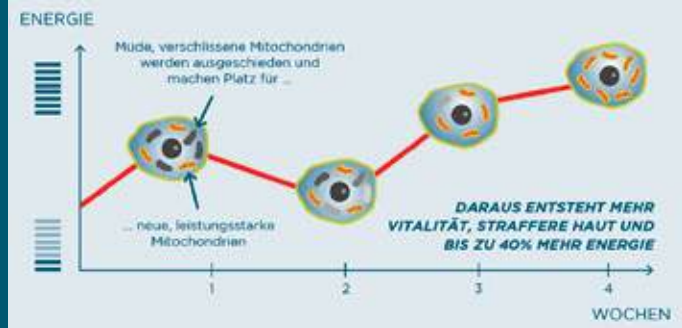 ENERGIE
Müde, verschlissene Mitochondrien
werden ausgeschieden und
machen Platz für ...
... neue, leistungsstarke
Mitochondrien
DARAUS ENTSTEHT MEHR
VITALITÄT, STRAFFERE HAUT UND
BIS ZU 40% MEHR ENERGIE
1 2 3 4
WOCHEN